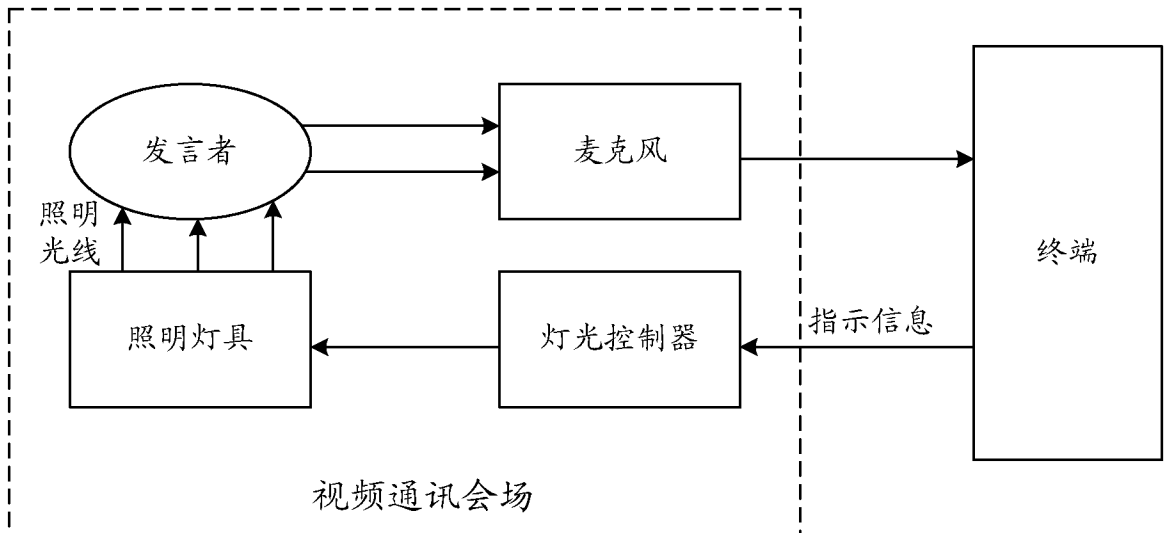 发言者
麦克风
照明
光线
终端
照明灯具
灯光控制器
指示信息
视频通讯会场